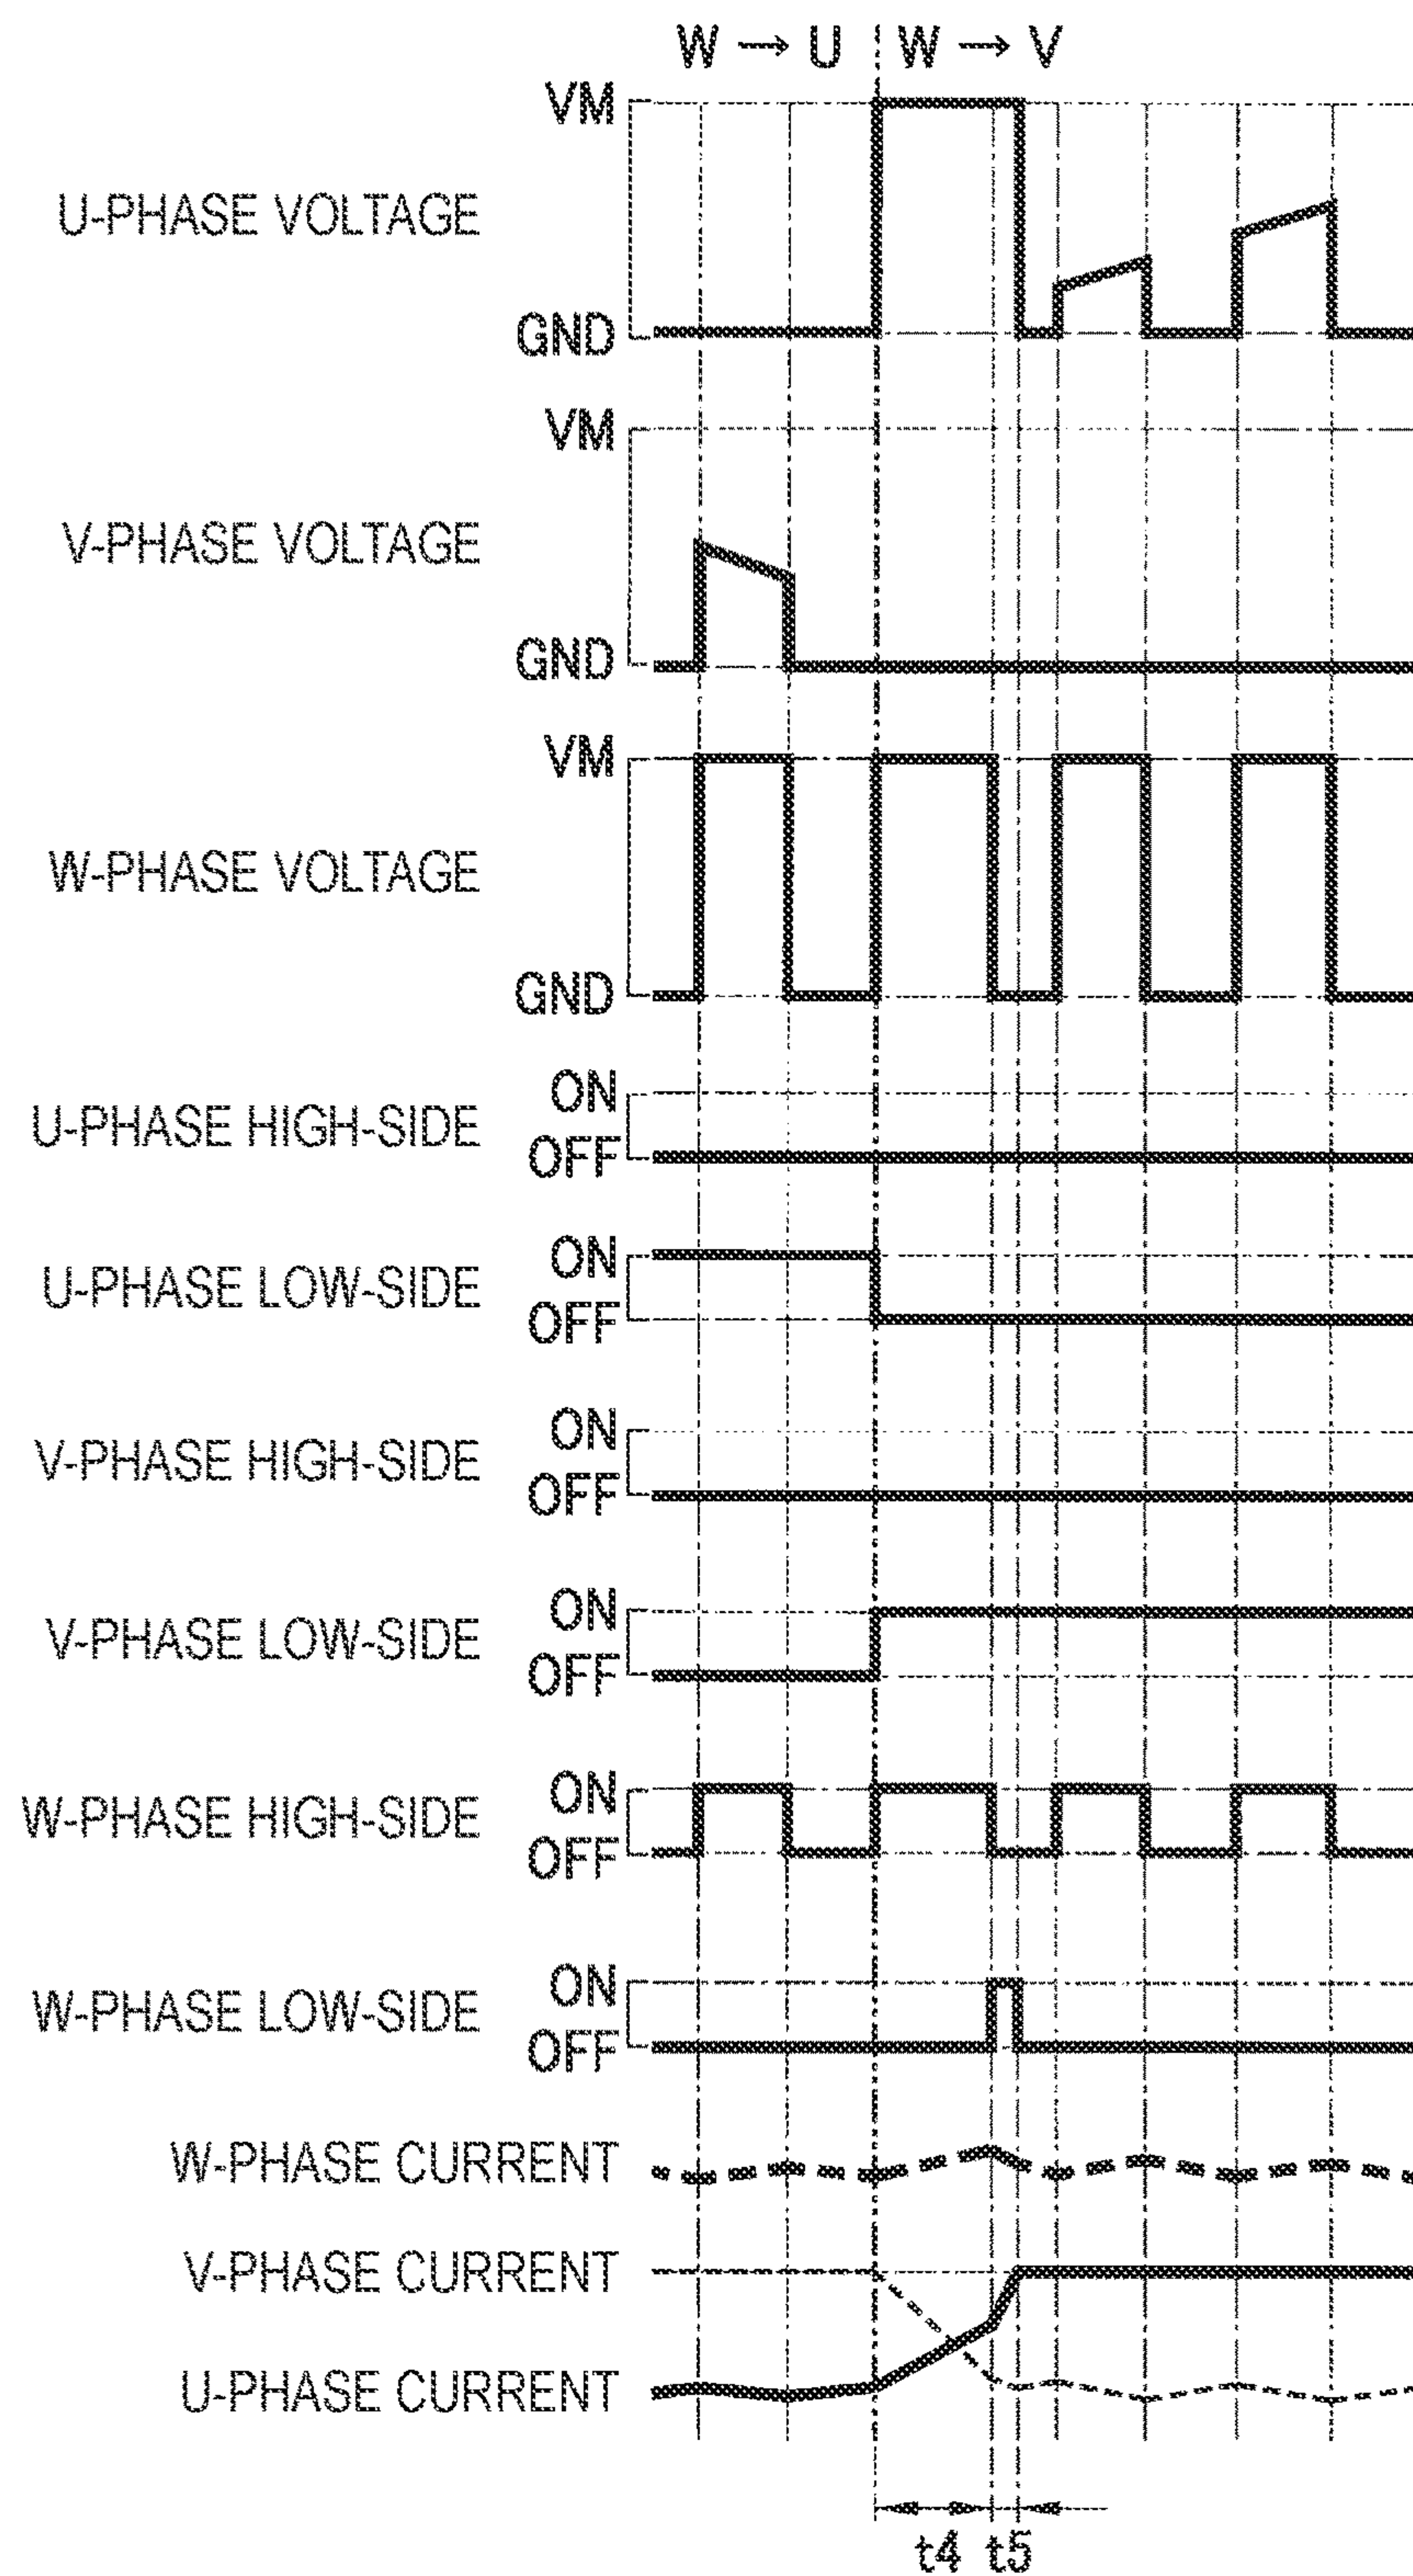 W → U W → V
VM
U-PHASE VOLTAGE
GND
VM
V-PHASE VOLTAGE
GND
VM
W-PHASE VOLTAGE
GND
ON
U-PHASE HIGH-SIDE
OFF
ON
U-PHASE LOW-SIDE
OFF
ON
V-PHASE HIGH-SIDE
OFF
ON
V-PHASE LOW-SIDE
OFF
ON
W-PHASE HIGH-SIDE
OFF
ON
W-PHASE LOW-SIDE
OFF
W-PHASE CURRENT
V-PHASE CURRENT
U-PHASE CURRENT
t4 t5